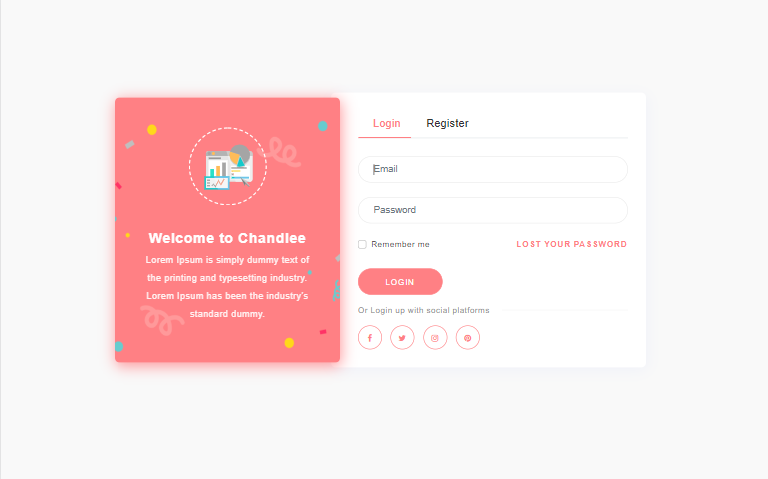 Welcome to Chandlee
Lorem Ipsum is simply dummy text of
the printing and typesetting industry.
Lorem Ipsum has been the industry's
standard dummy.
Login Register
Email
Password
Remember me LOST YOUR PASSWORD
LOGIN
Or Login up with social platforms